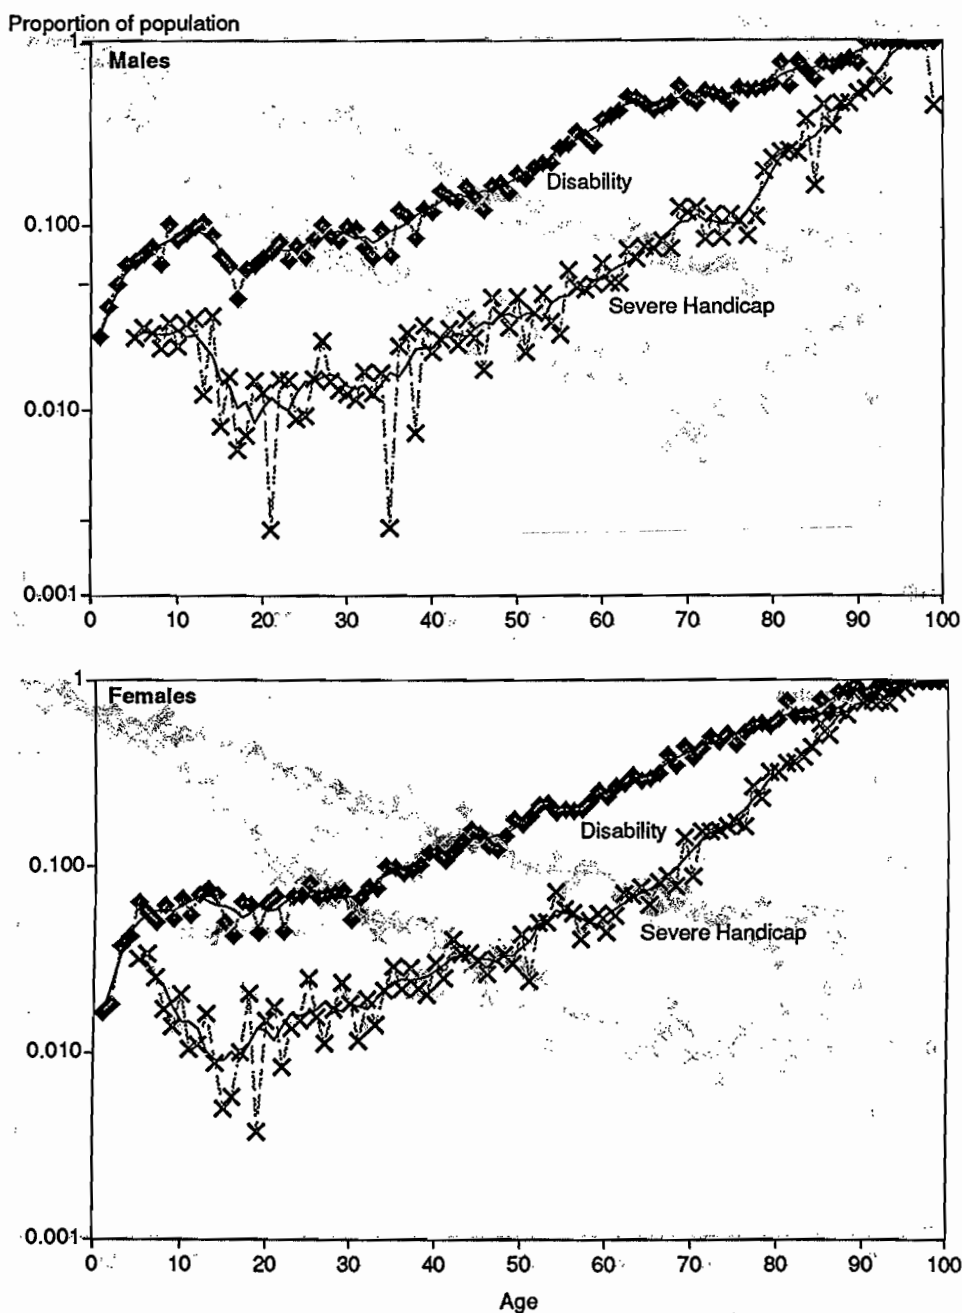 Proportion of population
1
Males
Disability
0.100
Severe Handicap
0.010
0.001
0 10 20 30 40 50 60 70 80 90 100
1
Females
Disability
0.100
Severe Handicap
0.010
0.001
0 10 20 30 40 50 60 70 80 90 100
Age